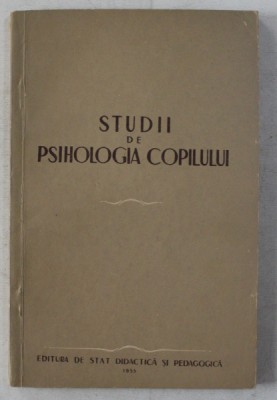 STUDII
DE
PSIHOLOGIA COPILULUI
EDITURA DE STAT DIDACTICĂ ȘI PEDAGOGICĂ